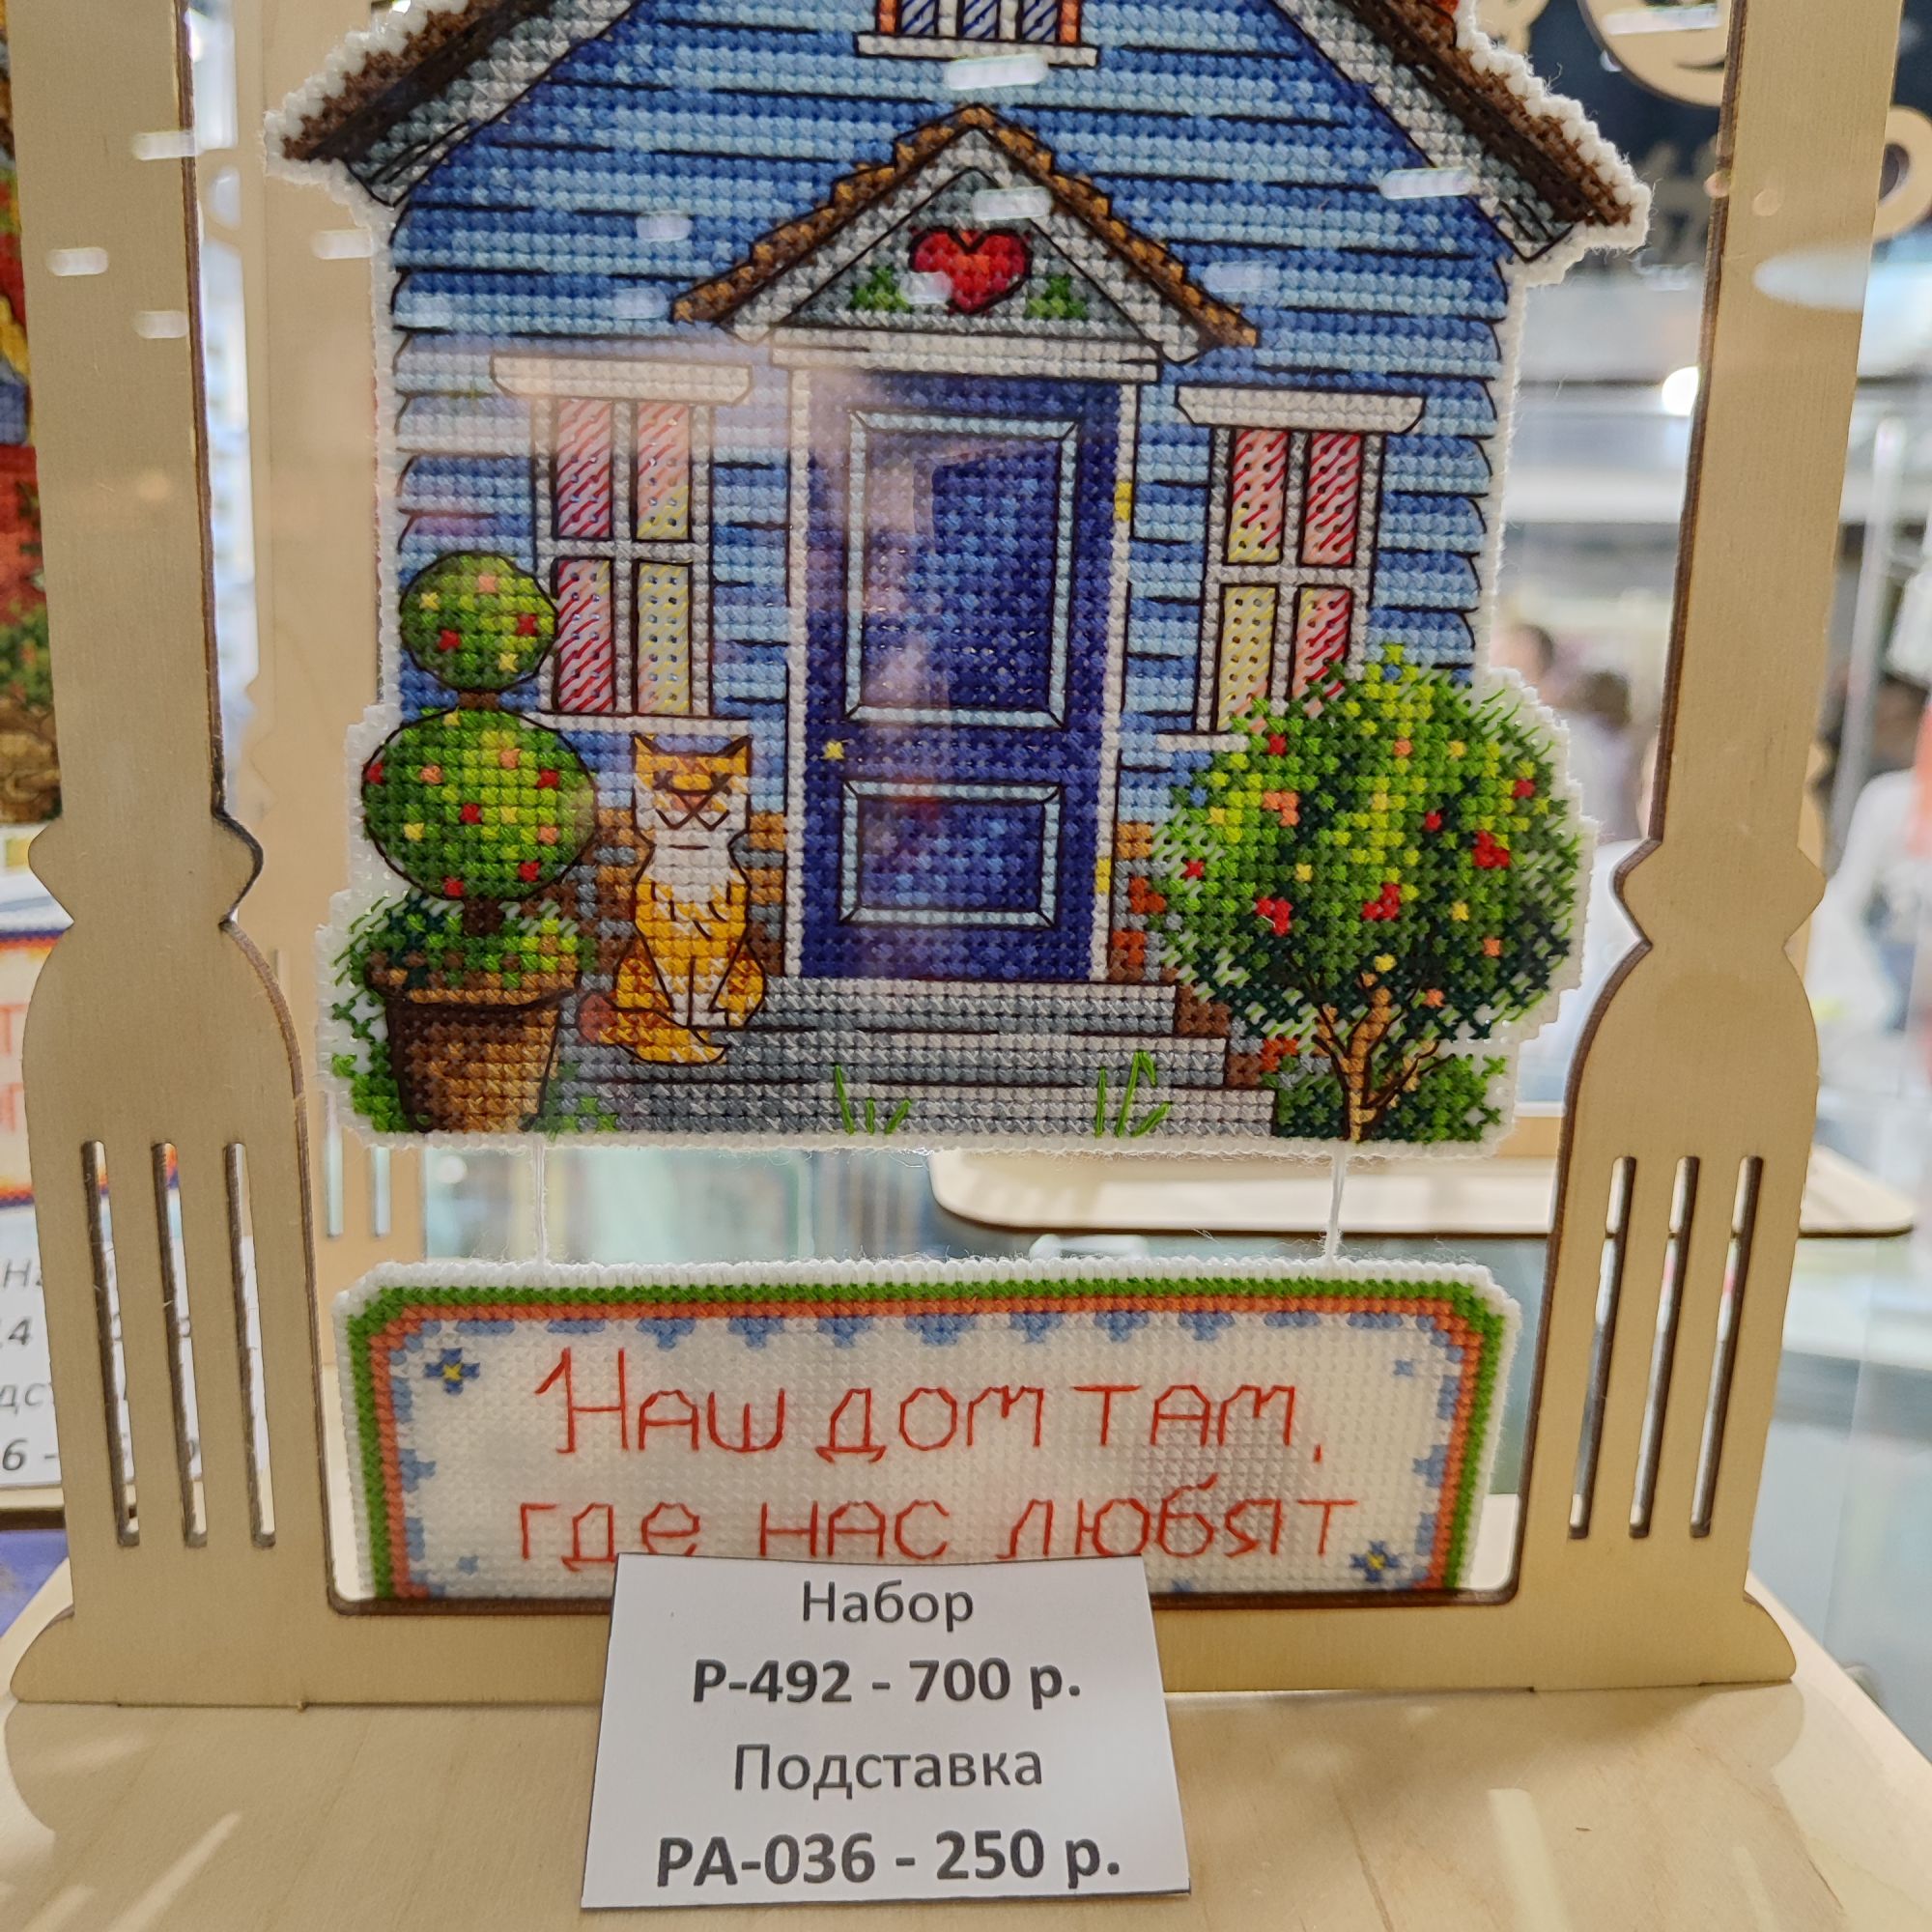 Наш дом там,
где нас любят
Набор
Р-492 - 700 р.
Подставка
РА-036 - 250 р.